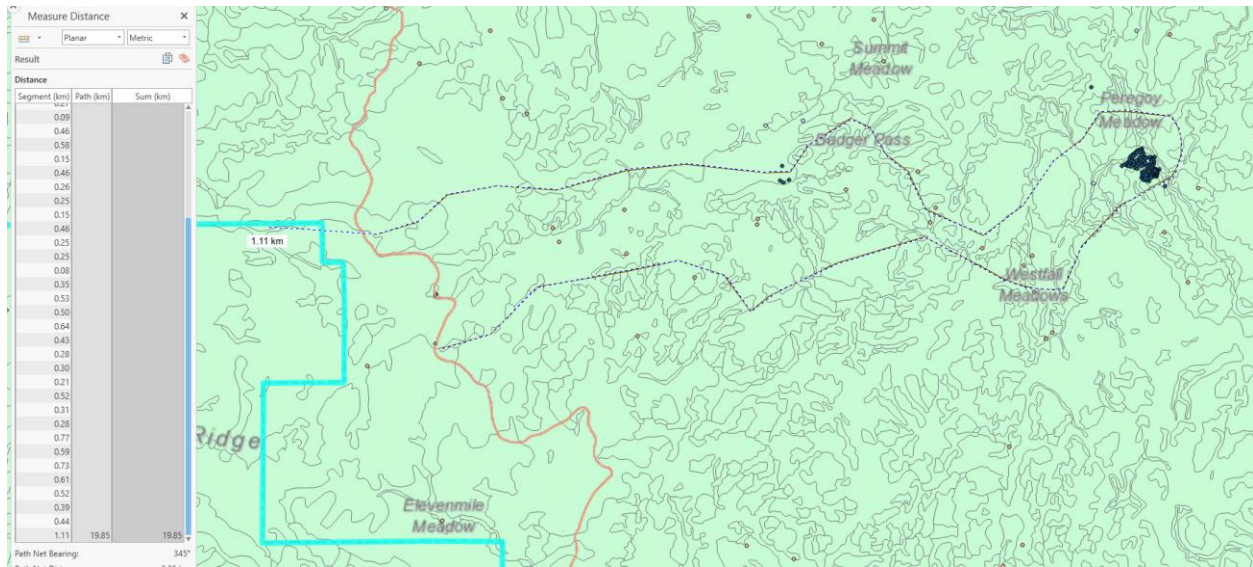 Measure Distance
Planar Metric
Result
Distance
Segment (km) Path (km) Sum (km)
0.27
0.09
0.46
0.58
0.15
0.46
0.26
0.25
0.15
0.46
0.25
0.25
0.08
0.35
0.53
0.50
0.64
0.43
0.28
0.30
0.21
0.52
0.31
0.28
0.77
0.59
0.73
0.61
0.52
0.39
0.44
1.11 19.85 19.85
Path Net Bearing: 345°
Summit
Meadow
Peregoy
Meadow
Badger Pass
1.11 km
Westfall
Meadows
Ridge
Elevenmile
Meadow